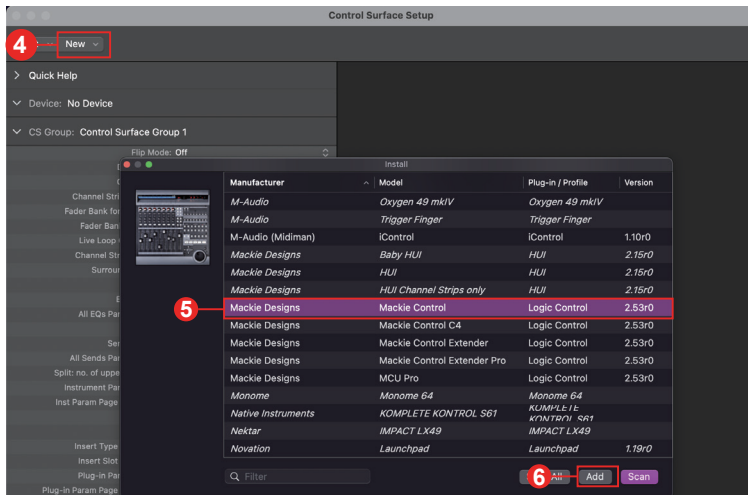 Control Surface Setup
4
New
Quick Help
Device: No Device
CS Group: Control Surface Group 1
Flip Mode: Off
Install
Manufacturer Model Plug-in / Profile Version
Channel Stri M-Audio Oxygen 49 mkIV Oxygen 49 mkIV
Fader Bank for M-Audio Trigger Finger Trigger Finger
Fader Ban
Live Loop M-Audio (Midiman) iControl iControl 1.10r0
Channel Str Mackie Designs Baby HUI HUI 2.15r0
Surrour Mackie Designs HUI HUI 2.15r0
Mackie Designs HUI Channel Strips only HUI 2.15r0
5 Mackie Designs Mackie Control Logic Control 2.53r0
All EQs Par Mackie Designs Mackie Control C4 Logic Control 2.53r0
Ser Mackie Designs Mackie Control Extender Logic Control 2.53r0
All Sends Par Mackie Designs Mackie Control Extender Pro Logic Control 2.53r0
Split: no. of uppe Mackie Designs MCU Pro Logic Control 2.53r0
Instrument Par Monome Monome 64 Monome 64
Inst Param Page Native Instruments KOMPLETE KONTROL S61 KOMPLETE KONTROL S61
Nektar IMPACT LX49 IMPACT LX49
Insert Type Novation Launchpad Launchpad 1.19r0
Insert Slot
Plug-in Par Filter 6 All Add Scan
Plug-in Param Page